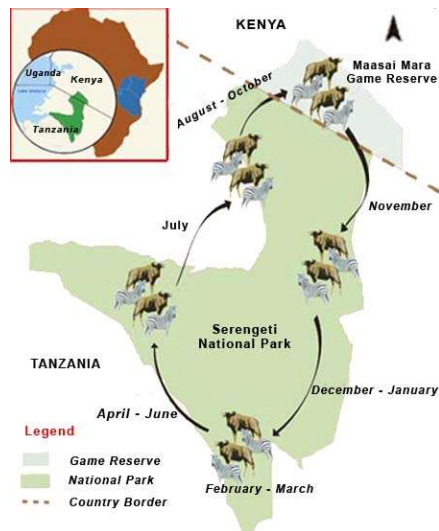 KENYA
Uganda
Kenya
Tanzania
Maasai Mara
Game Reserve
August - October
November
July
Serengeti
National Park
TANZANIA
December - January
April - June
Legend
Game Reserve
National Park
Country Border
February - March